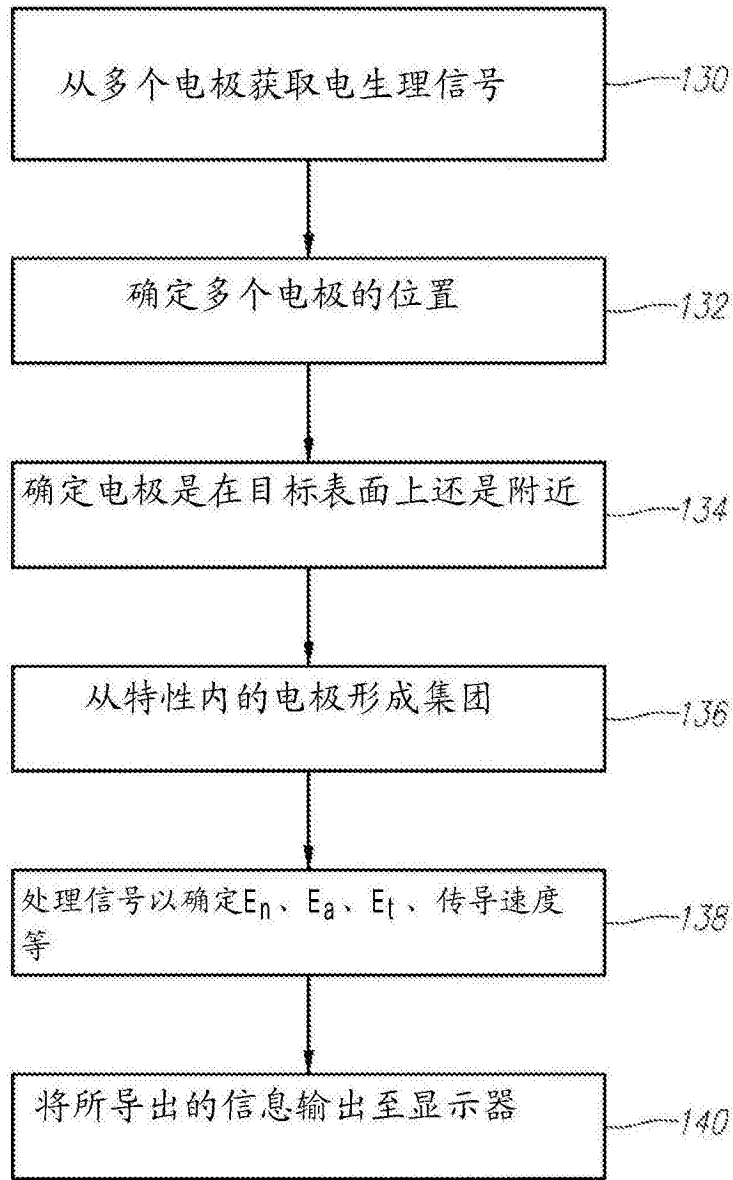 从多个电极获取电生理信号
130
确定多个电极的位置
132
确定电极是在目标表面上还是附近
134
从特性内的电极形成集团
136
处理信号以确定En、Ea、Et、传导速度
等
138
将所导出的信息输出至显示器
140